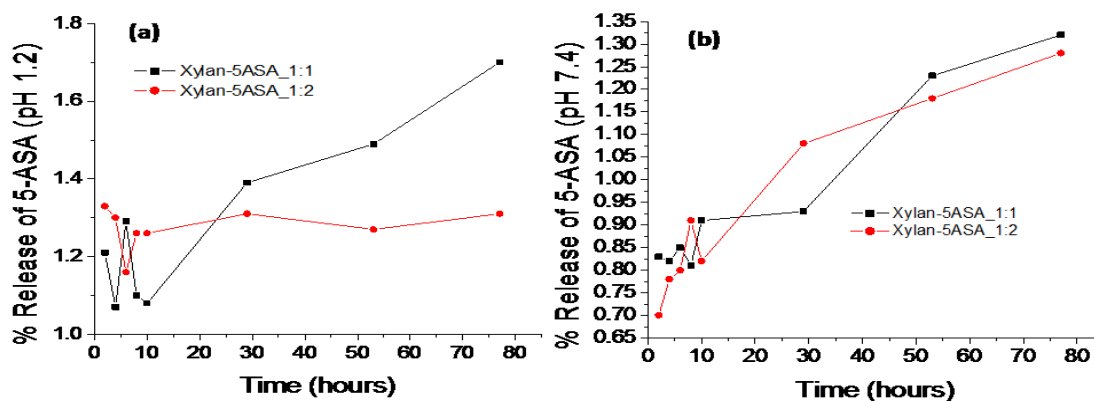 (a)
Xylan-5ASA_1:1
Xylan-5ASA_1:2
% Release of 5-ASA (pH 1.2)
1.8
1.6
1.4
1.2
1.0
0 10 20 30 40 50 60 70 80
Time (hours)
(b)
Xylan-5ASA_1:1
Xylan-5ASA_1:2
% Release of 5-ASA (pH 7.4)
1.35
1.30
1.25
1.20
1.15
1.10
1.05
1.00
0.95
0.90
0.85
0.80
0.75
0.70
0.65
0 10 20 30 40 50 60 70 80
Time (hours)